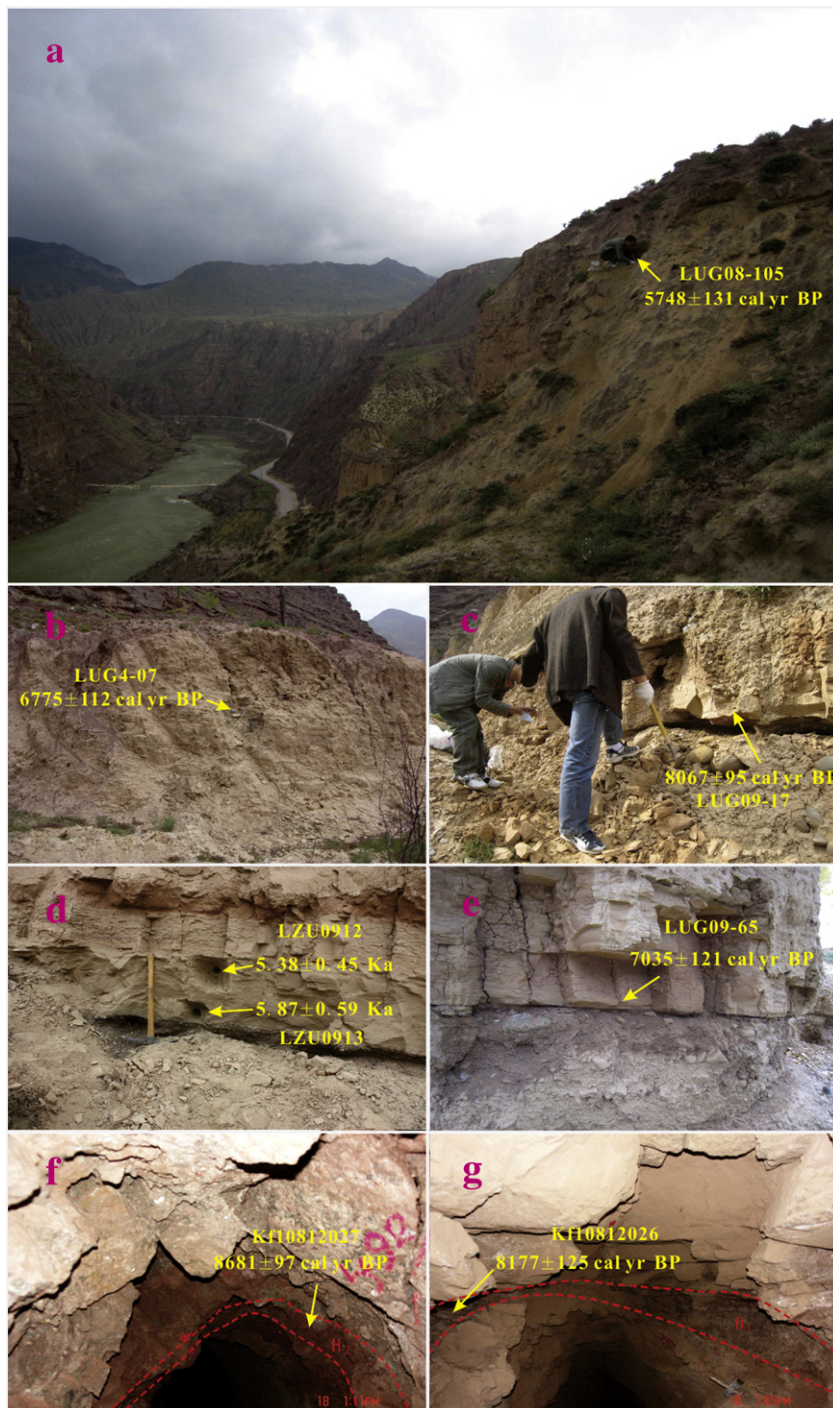 a
LUG08-105
5748±131 cal yr BP
b
LUG4-07
6775±112 cal yr BP
c
8067±95 cal yr BP
LUG09-17
d
LZU0912
5.38±0.45 Ka
5.87±0.59 Ka
LZU0913
e
LUG09-65
7035±121 cal yr BP
f
Kf10812027
8681±97 cal yr BP
H
g
Kf10812026
8177±125 cal yr BP
H